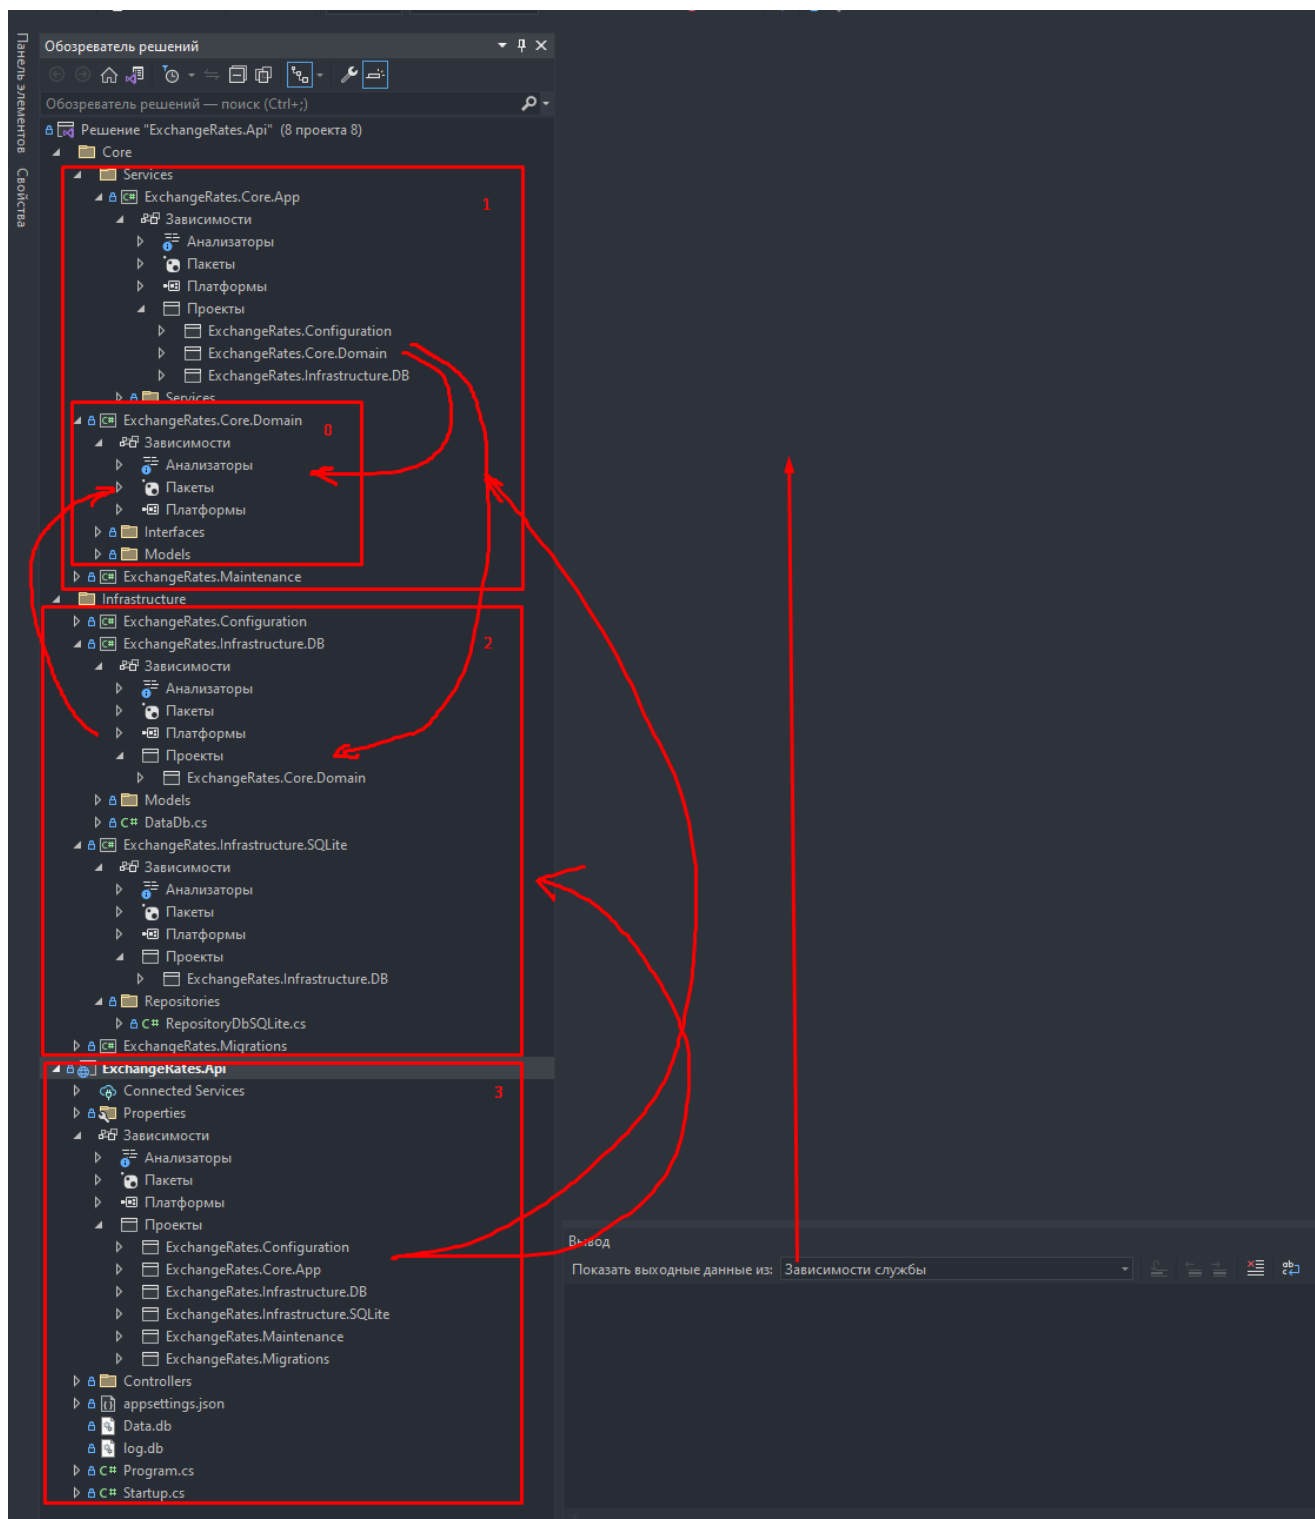 Панель элементов
Свойства
Обозреватель решений
Обозреватель решений — поиск (Ctrl+;)
Решение "ExchangeRates.Api" (8 проекта 8)
Core
Services
ExchangeRates.Core.App
1
Зависимости
Анализаторы
Пакеты
Платформы
Проекты
ExchangeRates.Configuration
ExchangeRates.Core.Domain
ExchangeRates.Infrastructure.DB
Services
C# ExchangeRates.Core.Domain
0
Зависимости
Анализаторы
Пакеты
Платформы
Interfaces
Models
C# ExchangeRates.Maintenance
Infrastructure
C# ExchangeRates.Configuration
C# ExchangeRates.Infrastructure.DB
2
Зависимости
Анализаторы
Пакеты
Платформы
Проекты
ExchangeRates.Core.Domain
Models
C# DataDb.cs
C# ExchangeRates.Infrastructure.SQLite
Зависимости
Анализаторы
Пакеты
Платформы
Проекты
ExchangeRates.Infrastructure.DB
Repositories
C# RepositoryDbSQLite.cs
C# ExchangeRates.Migrations
ExchangeRates.Api
Connected Services
3
Properties
Зависимости
Анализаторы
Пакеты
Платформы
Проекты
ExchangeRates.Configuration
ExchangeRates.Core.App
ExchangeRates.Infrastructure.DB
ExchangeRates.Infrastructure.SQLite
ExchangeRates.Maintenance
ExchangeRates.Migrations
Controllers
appsettings.json
Data.db
log.db
C# Program.cs
C# Startup.cs
Вывод
Показать выходные данные из: Зависимости службы